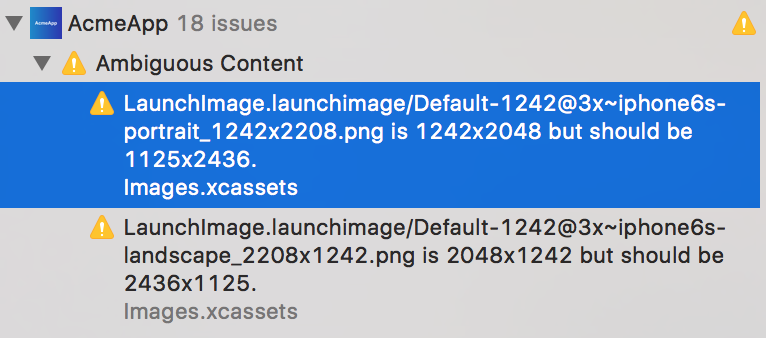 AcmeApp
AcmeApp 18 issues
Ambiguous Content
LaunchImage.launchimage/Default-1242@3x~iphone6s-
portrait_1242x2208.png is 1242x2048 but should be
1125x2436.
Images.xcassets
LaunchImage.launchimage/Default-1242@3x~iphone6s-
landscape_2208x1242.png is 2048x1242 but should be
2436x1125.
Images.xcassets